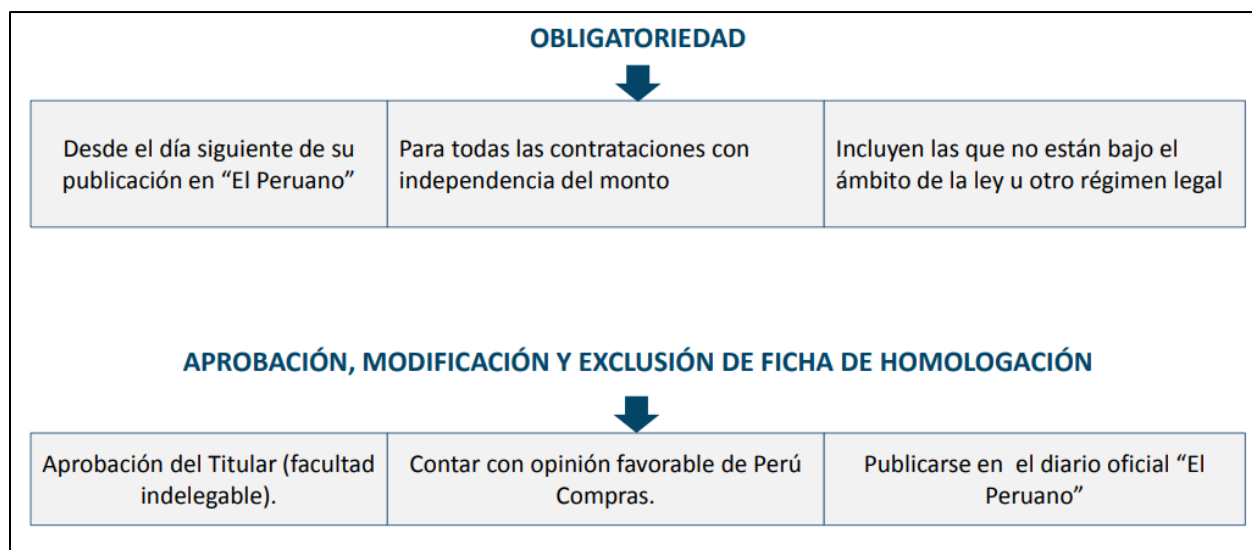 OBLIGATORIEDAD
Desde el día siguiente de su
publicación en “El Peruano”
Para todas las contrataciones con
independencia del monto
Incluyen las que no están bajo el
ámbito de la ley u otro régimen legal
APROBACIÓN, MODIFICACIÓN Y EXCLUSIÓN DE FICHA DE HOMOLOGACIÓN
Aprobación del Titular (facultad
indelegable).
Contar con opinión favorable de Perú
Compras.
Publicarse en  el diario oficial “El
Peruano”